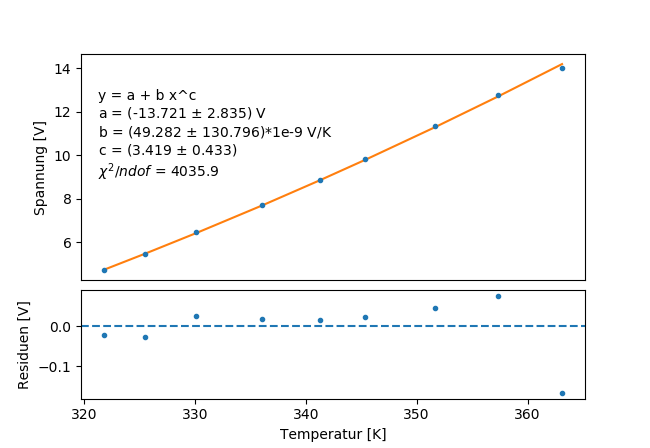 14
12
10
8
6
Spannung [V]
y = a + b x^c
a = (-13.721 ± 2.835) V
b = (49.282 ± 130.796)*1e-9 V/K
c = (3.419 ± 0.433)
χ²/ndof = 4035.9
0.0
−0.1
Residuen [V]
320 330 340 350 360
Temperatur [K]